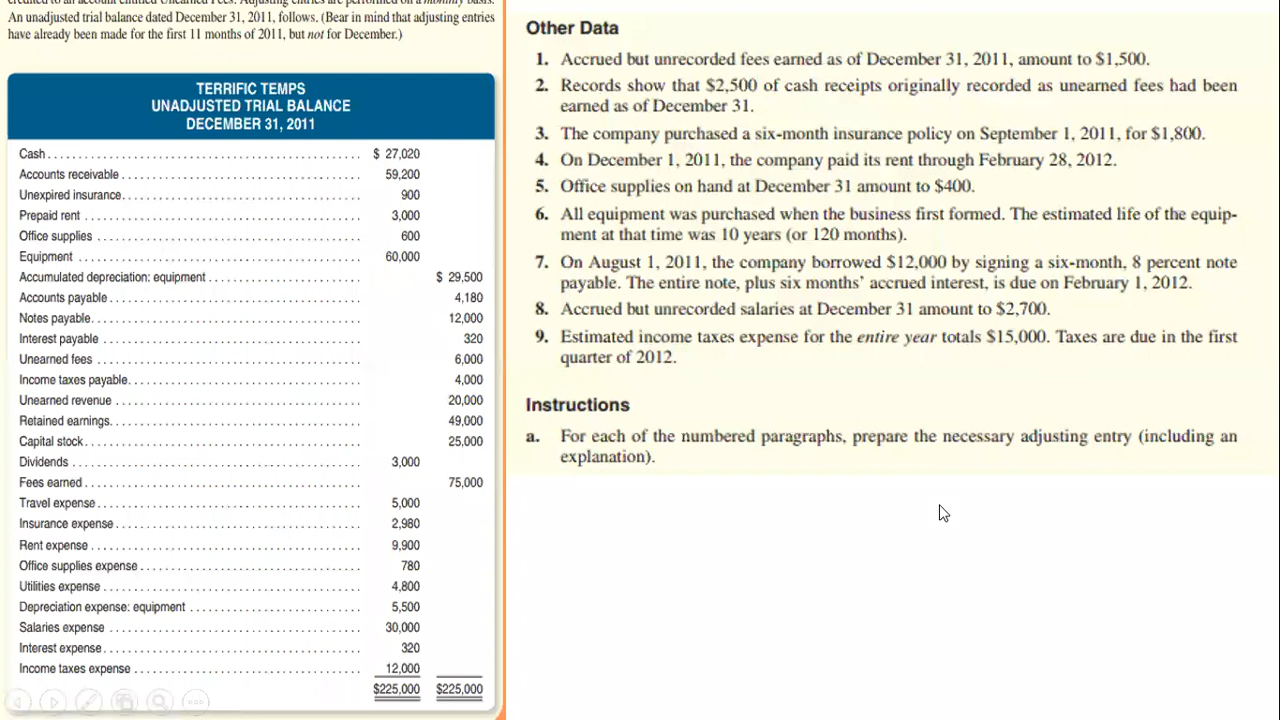 credited to an account entitled Unearned Fees. Adjusting entries are performed on a monthly basis.
An unadjusted trial balance dated December 31, 2011, follows. (Bear in mind that adjusting entries
have already been made for the first 11 months of 2011, but not for December.)
TERRIFIC TEMPS
UNADJUSTED TRIAL BALANCE
DECEMBER 31, 2011
Cash $ 27,020
Accounts receivable 59,200
Unexpired insurance 900
Prepaid rent 3,000
Office supplies 600
Equipment 60,000
Accumulated depreciation: equipment $ 29,500
Accounts payable 4,180
Notes payable 12,000
Interest payable 320
Unearned fees 6,000
Income taxes payable 4,000
Unearned revenue 20,000
Retained earnings 49,000
Capital stock 25,000
Dividends 3,000
Fees earned 75,000
Travel expense 5,000
Insurance expense 2,980
Rent expense 9,900
Office supplies expense 780
Utilities expense 4,800
Depreciation expense: equipment 5,500
Salaries expense 30,000
Interest expense 320
Income taxes expense 12,000
$225,000 $225,000
Other Data
1. Accrued but unrecorded fees earned as of December 31, 2011, amount to $1,500.
2. Records show that $2,500 of cash receipts originally recorded as unearned fees had been
earned as of December 31.
3. The company purchased a six-month insurance policy on September 1, 2011, for $1,800.
4. On December 1, 2011, the company paid its rent through February 28, 2012.
5. Office supplies on hand at December 31 amount to $400.
6. All equipment was purchased when the business first formed. The estimated life of the equip-
ment at that time was 10 years (or 120 months).
7. On August 1, 2011, the company borrowed $12,000 by signing a six-month, 8 percent note
payable. The entire note, plus six months' accrued interest, is due on February 1, 2012.
8. Accrued but unrecorded salaries at December 31 amount to $2,700.
9. Estimated income taxes expense for the entire year totals $15,000. Taxes are due in the first
quarter of 2012.
Instructions
a. For each of the numbered paragraphs, prepare the necessary adjusting entry (including an
explanation).